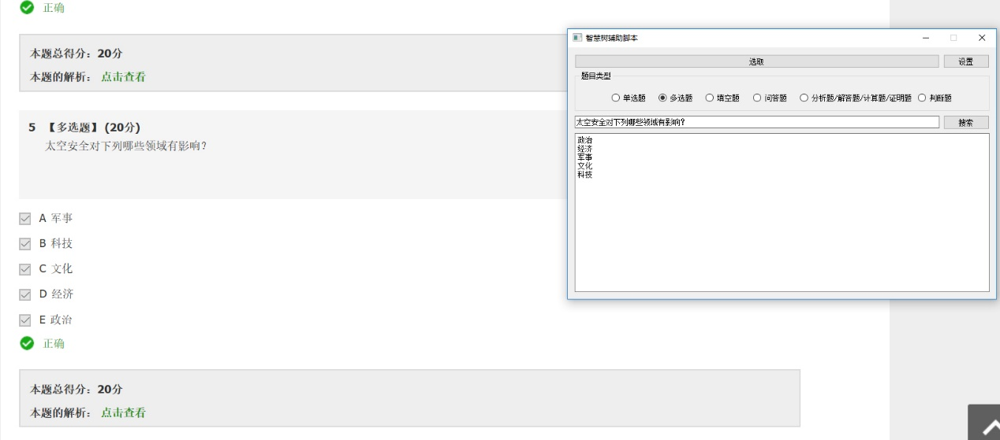 正确
本题总得分：20分
本题的解析： 点击查看
5 【多选题】(20分)
太空安全对下列哪些领域有影响？
A 军事
B 科技
C 文化
D 经济
E 政治
正确
本题总得分：20分
本题的解析： 点击查看
智慧树辅助脚本
选取 设置
题目类型
单选题 多选题 填空题 问答题 分析题/解答题/计算题/证明题 判断题
太空安全对下列哪些领域有影响？ 搜索
政治
经济
军事
文化
科技